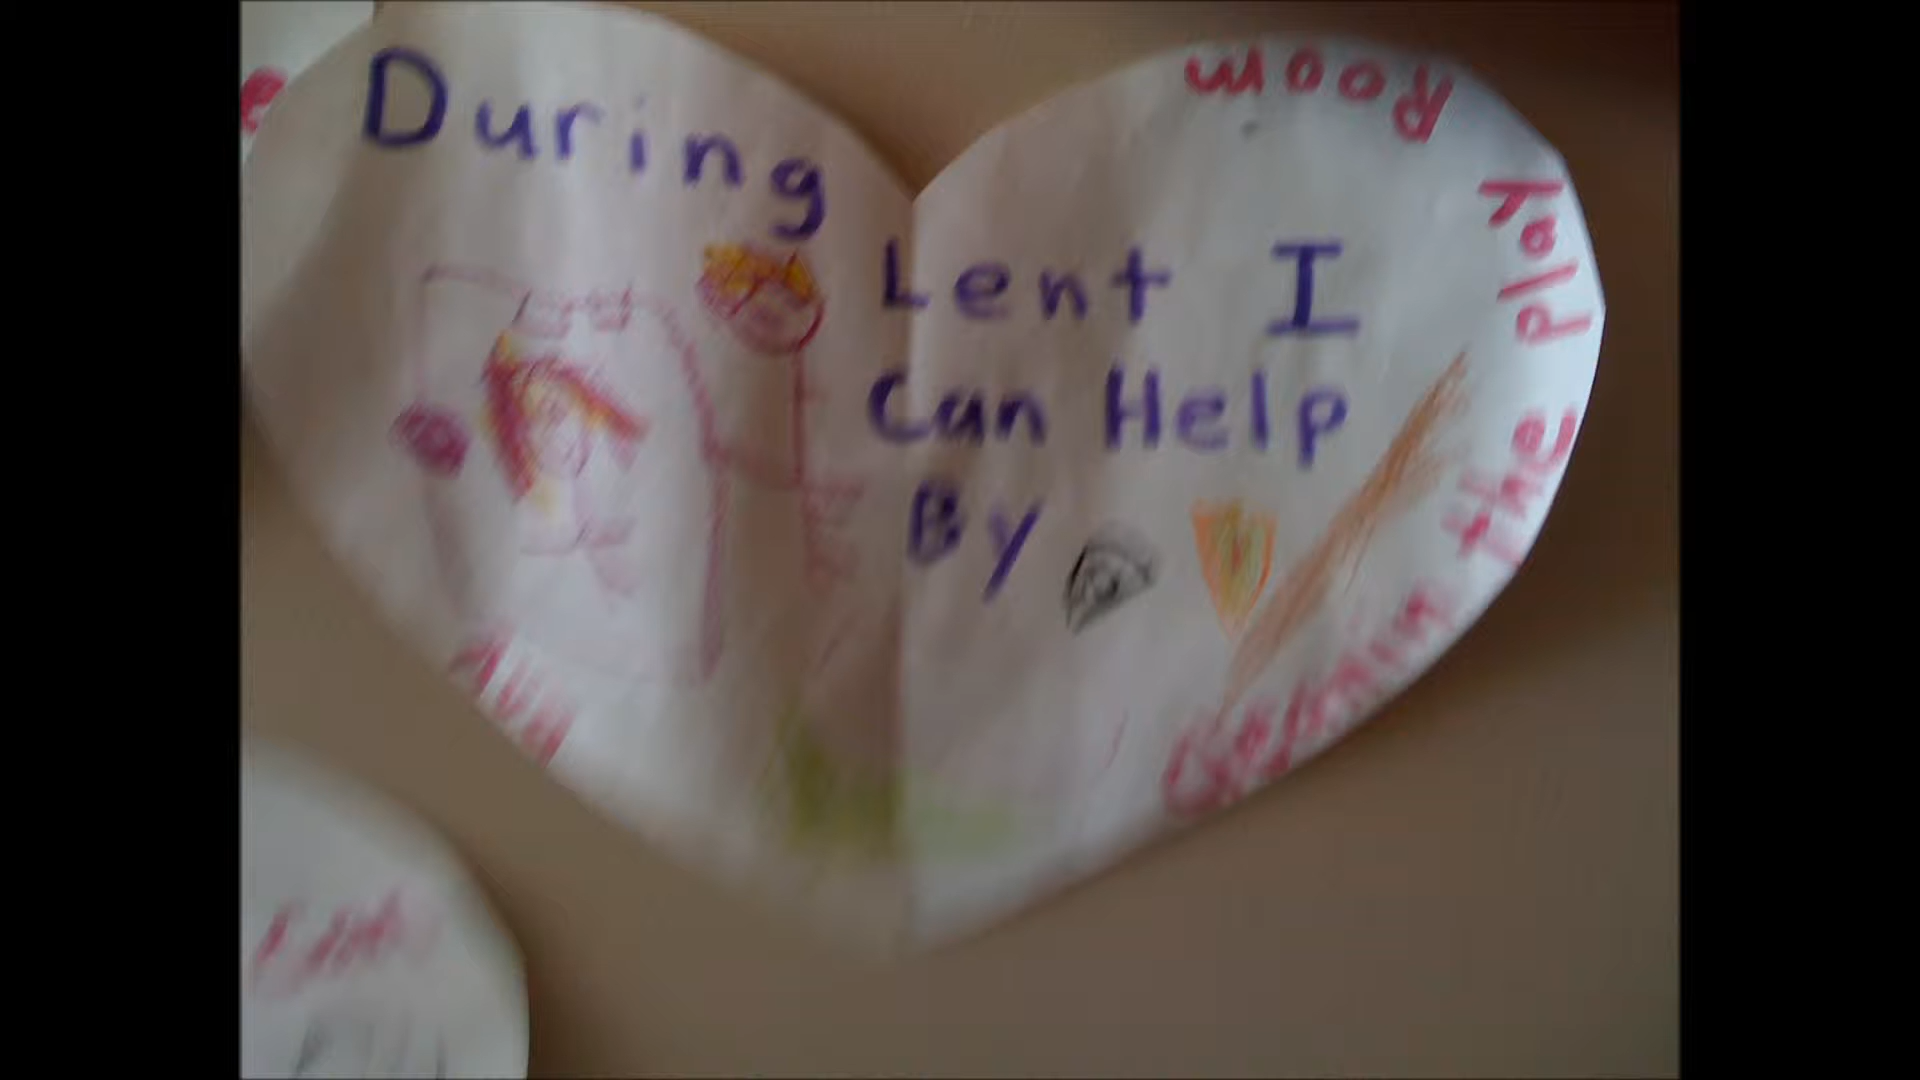 During
Lent I
Can Help
By
the Play
Room